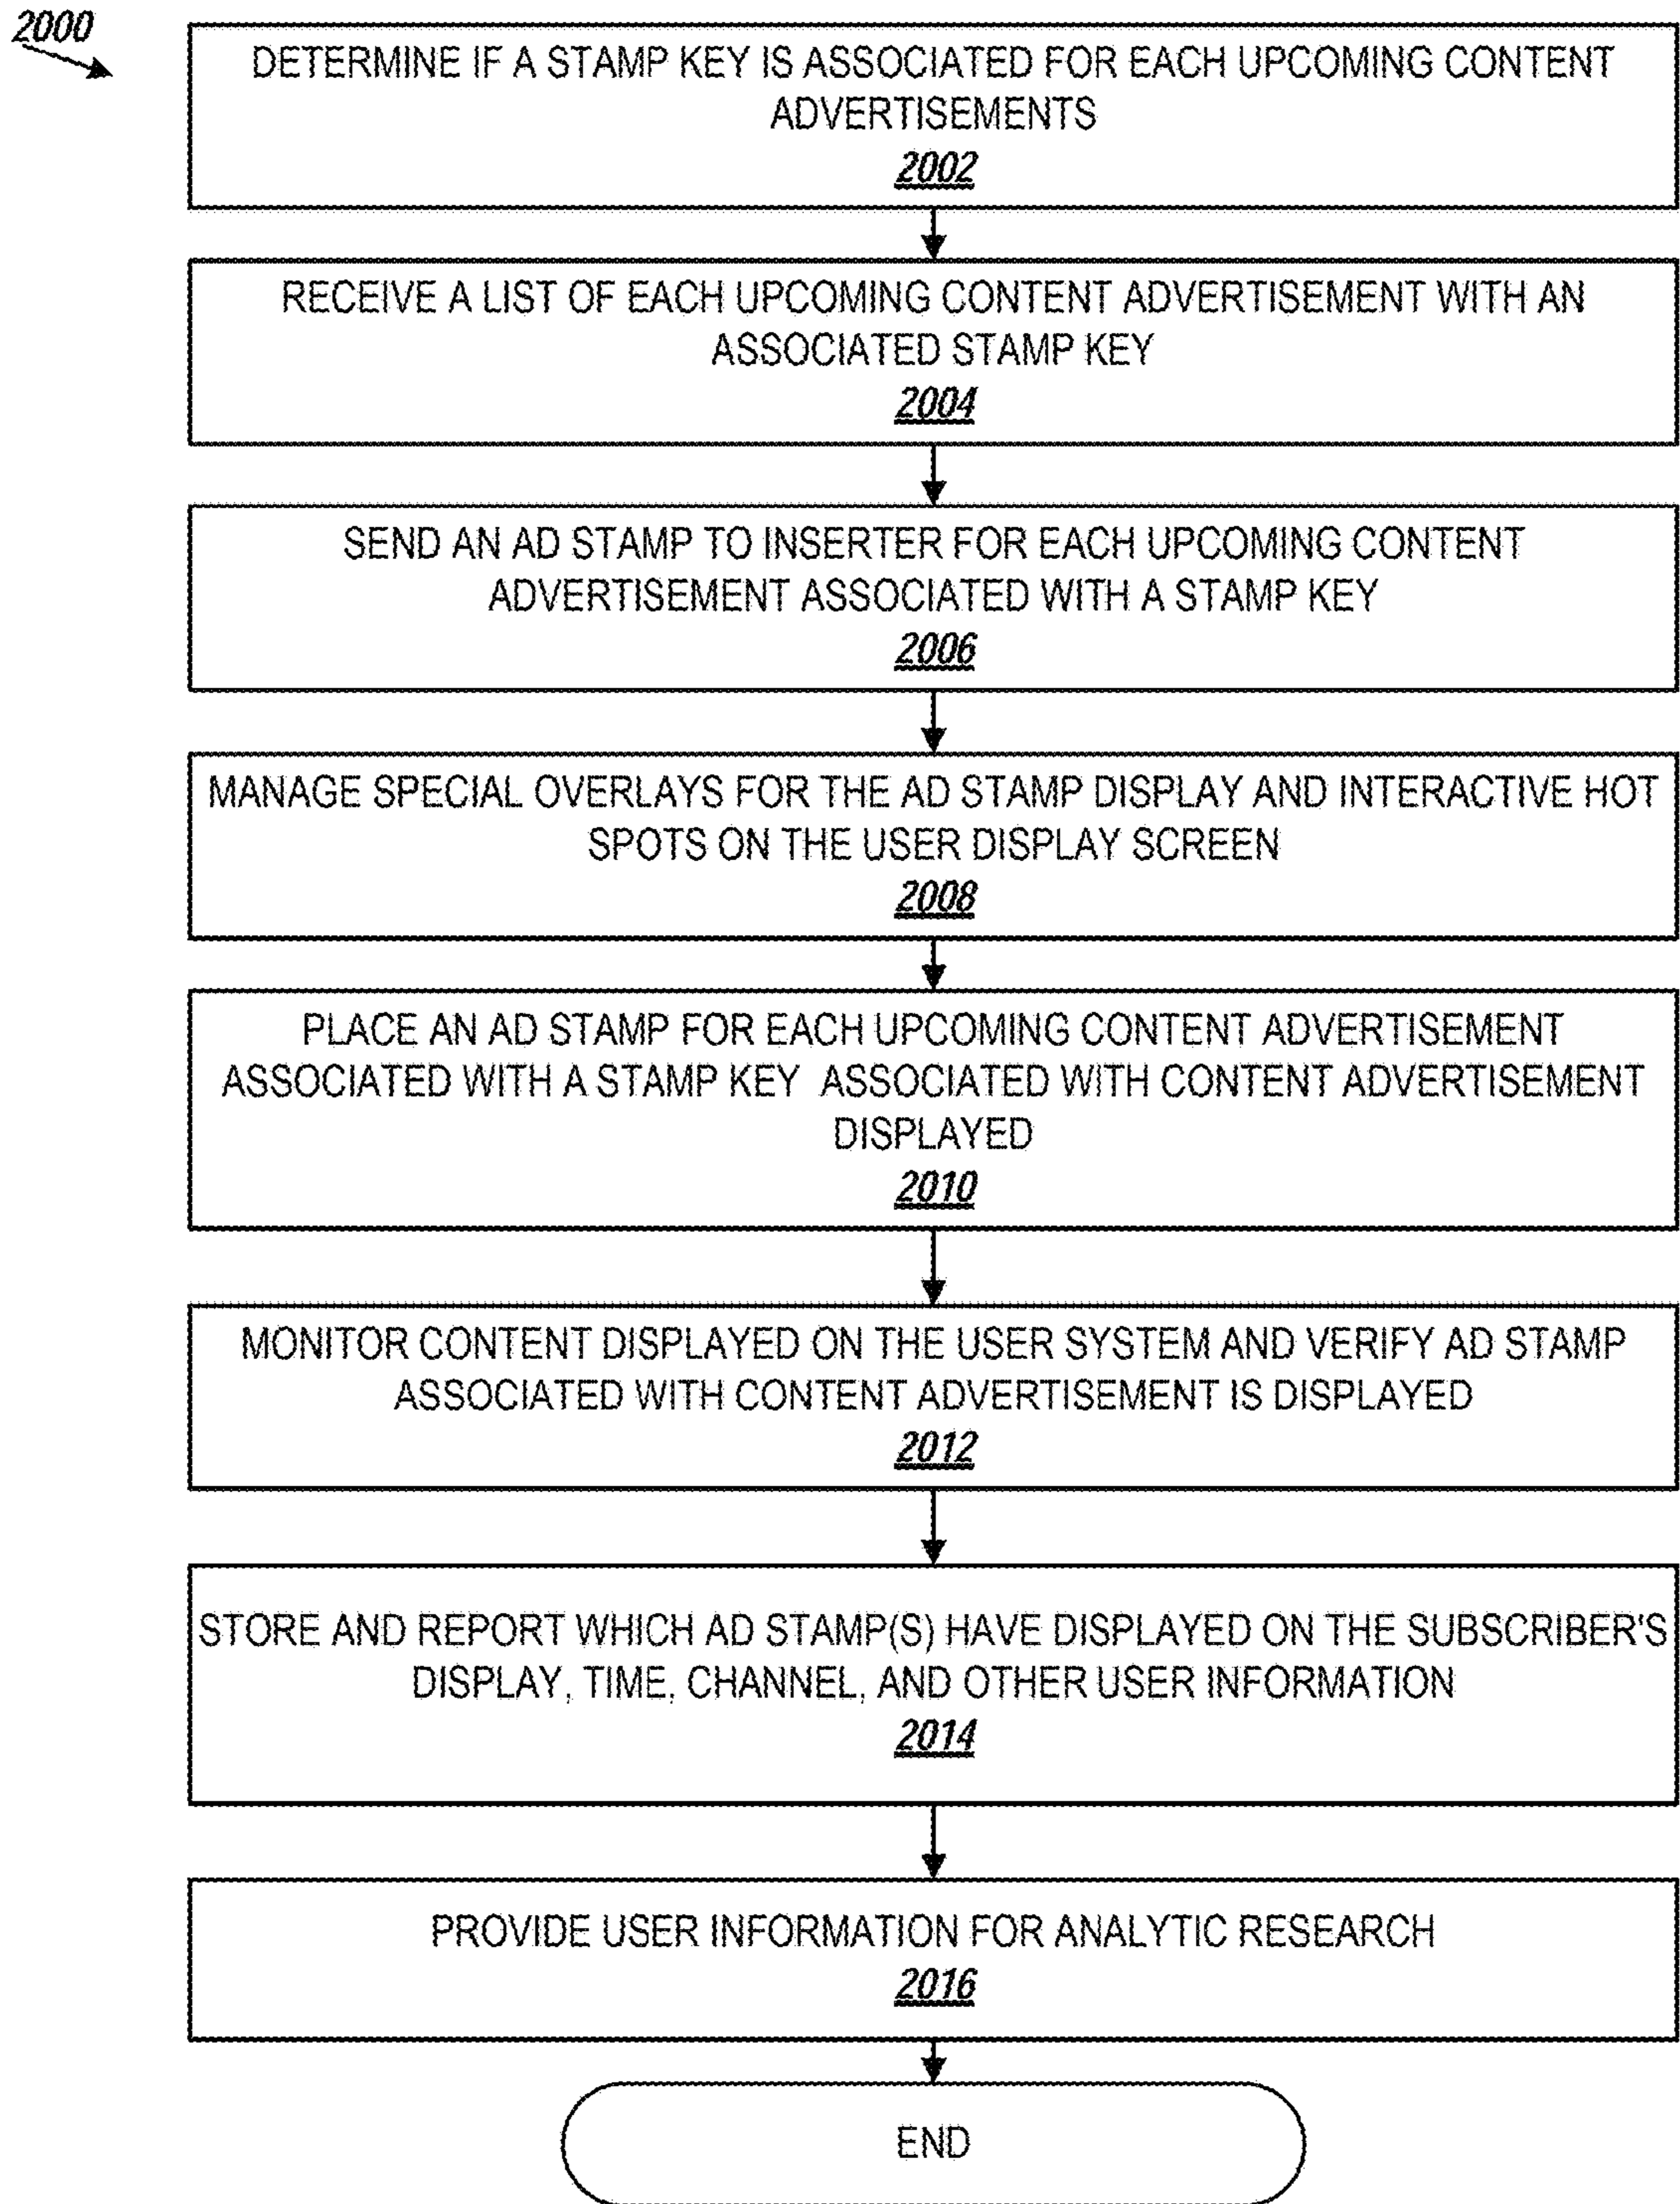 2000
DETERMINE IF A STAMP KEY IS ASSOCIATED FOR EACH UPCOMING CONTENT
ADVERTISEMENTS
2002
RECEIVE A LIST OF EACH UPCOMING CONTENT ADVERTISEMENT WITH AN
ASSOCIATED STAMP KEY
2004
SEND AN AD STAMP TO INSERTER FOR EACH UPCOMING CONTENT
ADVERTISEMENT ASSOCIATED WITH A STAMP KEY
2006
MANAGE SPECIAL OVERLAYS FOR THE AD STAMP DISPLAY AND INTERACTIVE HOT
SPOTS ON THE USER DISPLAY SCREEN
2008
PLACE AN AD STAMP FOR EACH UPCOMING CONTENT ADVERTISEMENT
ASSOCIATED WITH A STAMP KEY ASSOCIATED WITH CONTENT ADVERTISEMENT
DISPLAYED
2010
MONITOR CONTENT DISPLAYED ON THE USER SYSTEM AND VERIFY AD STAMP
ASSOCIATED WITH CONTENT ADVERTISEMENT IS DISPLAYED
2012
STORE AND REPORT WHICH AD STAMP(S) HAVE DISPLAYED ON THE SUBSCRIBER'S
DISPLAY, TIME, CHANNEL, AND OTHER USER INFORMATION
2014
PROVIDE USER INFORMATION FOR ANALYTIC RESEARCH
2016
END